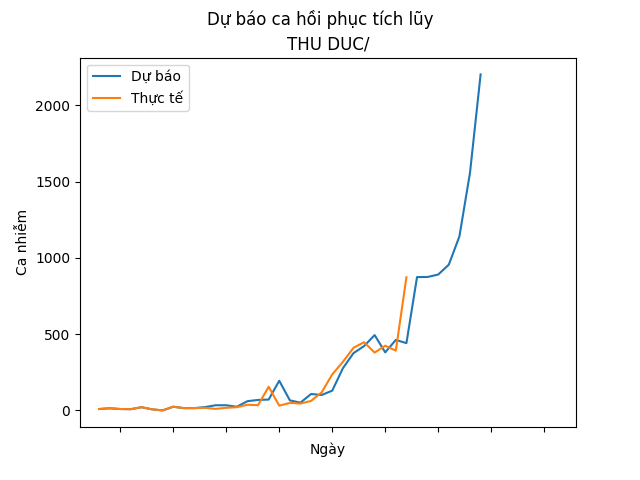 Dự báo ca hồi phục tích lũy
THU DUC/
Dự báo
Thực tế
2000
1500
1000
500
0
Ca nhiễm
Ngày